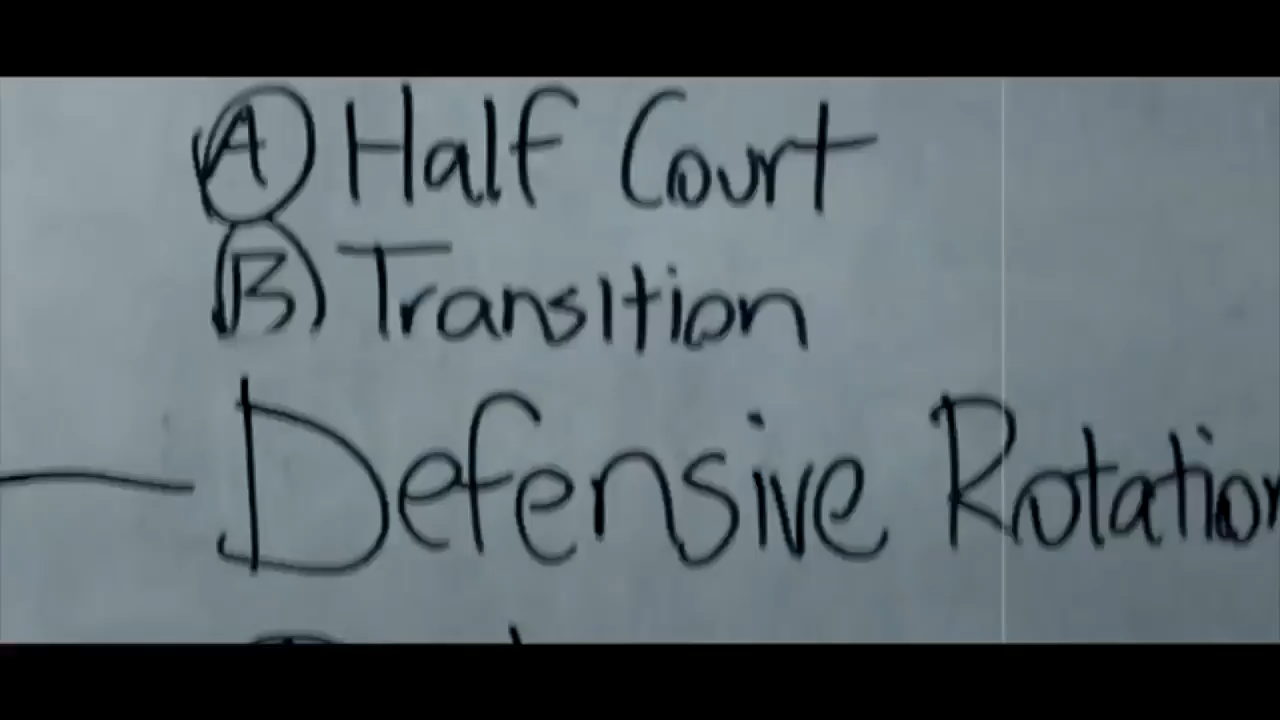 A Half Court
B Transition
— Defensive Rotation